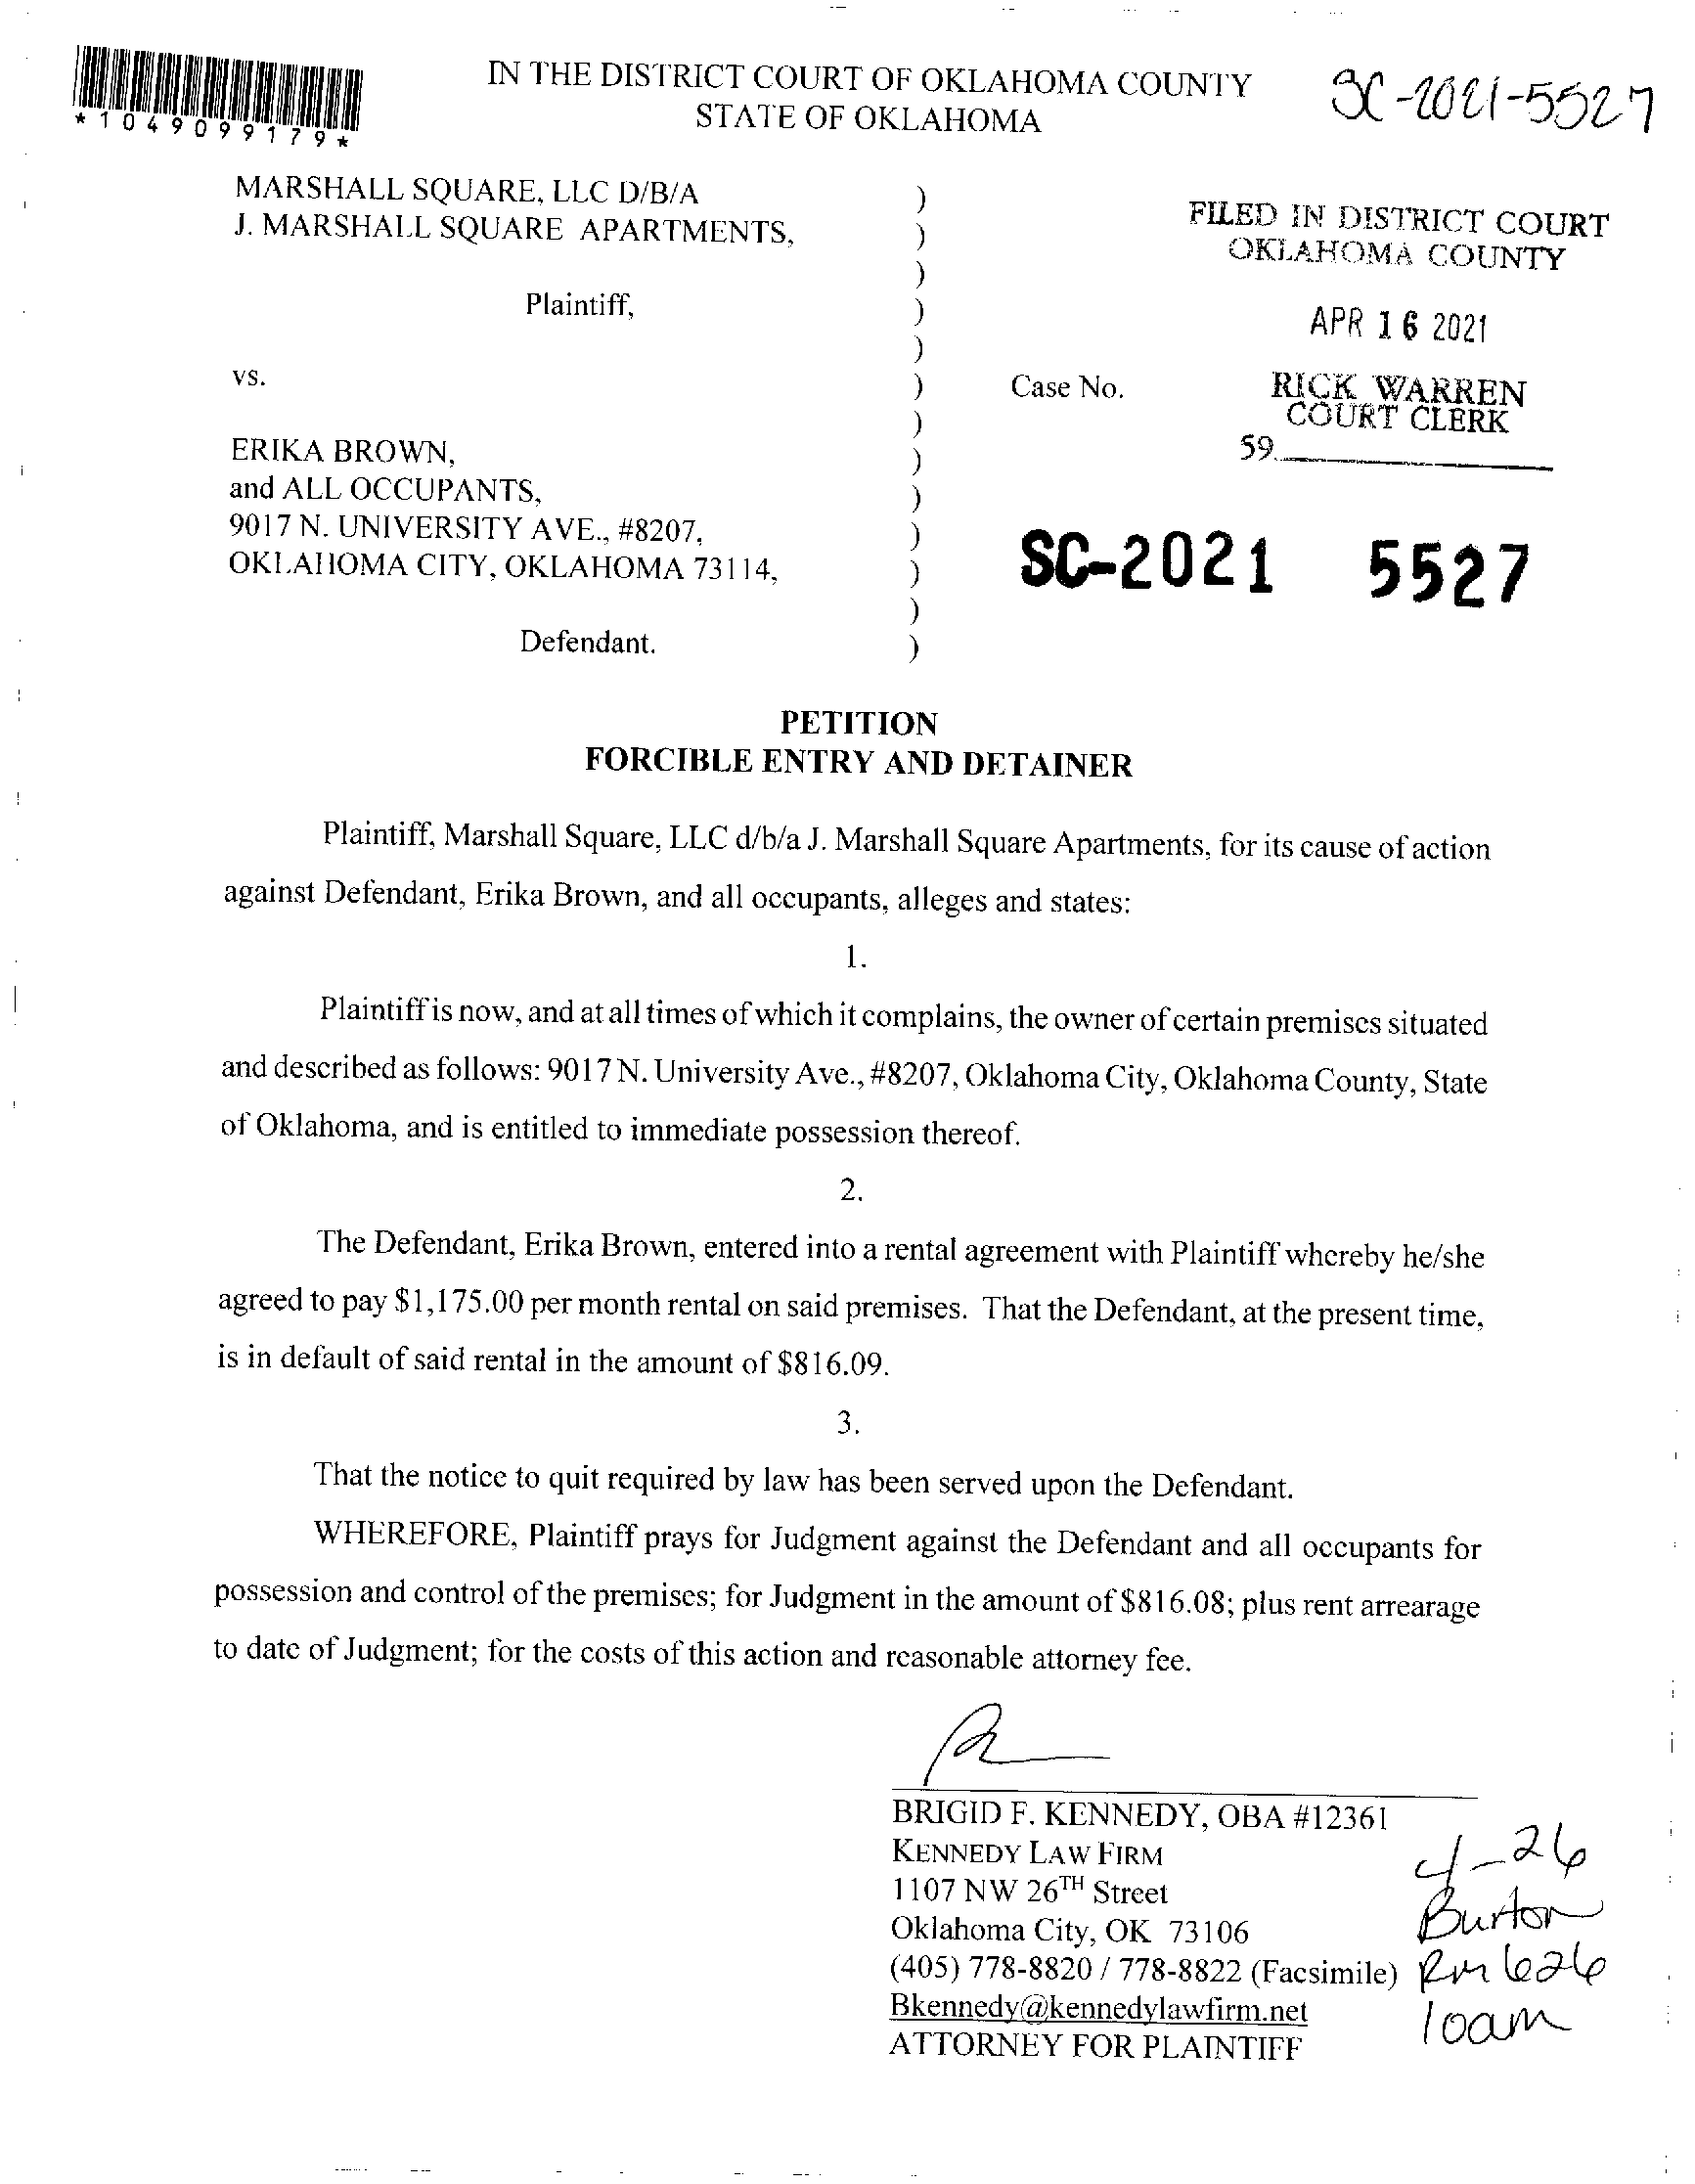 *1049099179*
IN THE DISTRICT COURT OF OKLAHOMA COUNTY
STATE OF OKLAHOMA
SC-2021-5527
MARSHALL SQUARE, LLC D/B/A
J. MARSHALL SQUARE APARTMENTS,
Plaintiff,
vs.
ERIKA BROWN,
and ALL OCCUPANTS,
9017 N. UNIVERSITY AVE., #8207,
OKLAHOMA CITY, OKLAHOMA 73114,
Defendant.
)
)
)
)
)
)
)
)
)
)
)
)
)
FILED IN DISTRICT COURT
OKLAHOMA COUNTY
APR 16 2021
RICK WARREN
COURT CLERK
59
Case No.
SC-2021 5527
PETITION
FORCIBLE ENTRY AND DETAINER
Plaintiff, Marshall Square, LLC d/b/a J. Marshall Square Apartments, for its cause of action
against Defendant, Erika Brown, and all occupants, alleges and states:
1.
Plaintiff is now, and at all times of which it complains, the owner of certain premises situated
and described as follows: 9017 N. University Ave., #8207, Oklahoma City, Oklahoma County, State
of Oklahoma, and is entitled to immediate possession thereof.
2.
The Defendant, Erika Brown, entered into a rental agreement with Plaintiff whereby he/she
agreed to pay $1,175.00 per month rental on said premises. That the Defendant, at the present time,
is in default of said rental in the amount of $816.09.
3.
That the notice to quit required by law has been served upon the Defendant.
WHEREFORE, Plaintiff prays for Judgment against the Defendant and all occupants for
possession and control of the premises; for Judgment in the amount of $816.08; plus rent arrearage
to date of Judgment; for the costs of this action and reasonable attorney fee.
BRIGID F. KENNEDY, OBA #12361
KENNEDY LAW FIRM
1107 NW 26TH Street
Oklahoma City, OK 73106
(405) 778-8820 / 778-8822 (Facsimile)
Bkennedy@kennedylawfirm.net
ATTORNEY FOR PLAINTIFF
4-26
Burton
Rm 626
10am